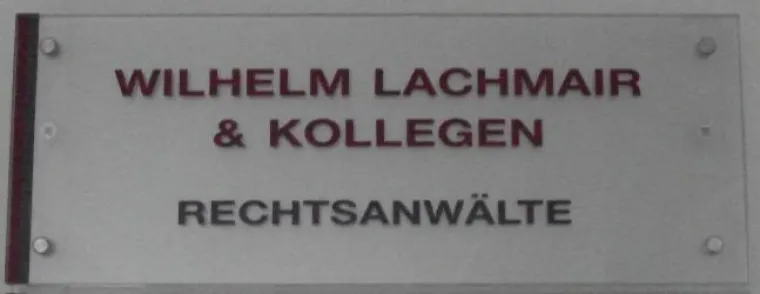 WILHELM LACHMAIR
& KOLLEGEN
RECHTSANWÄLTE